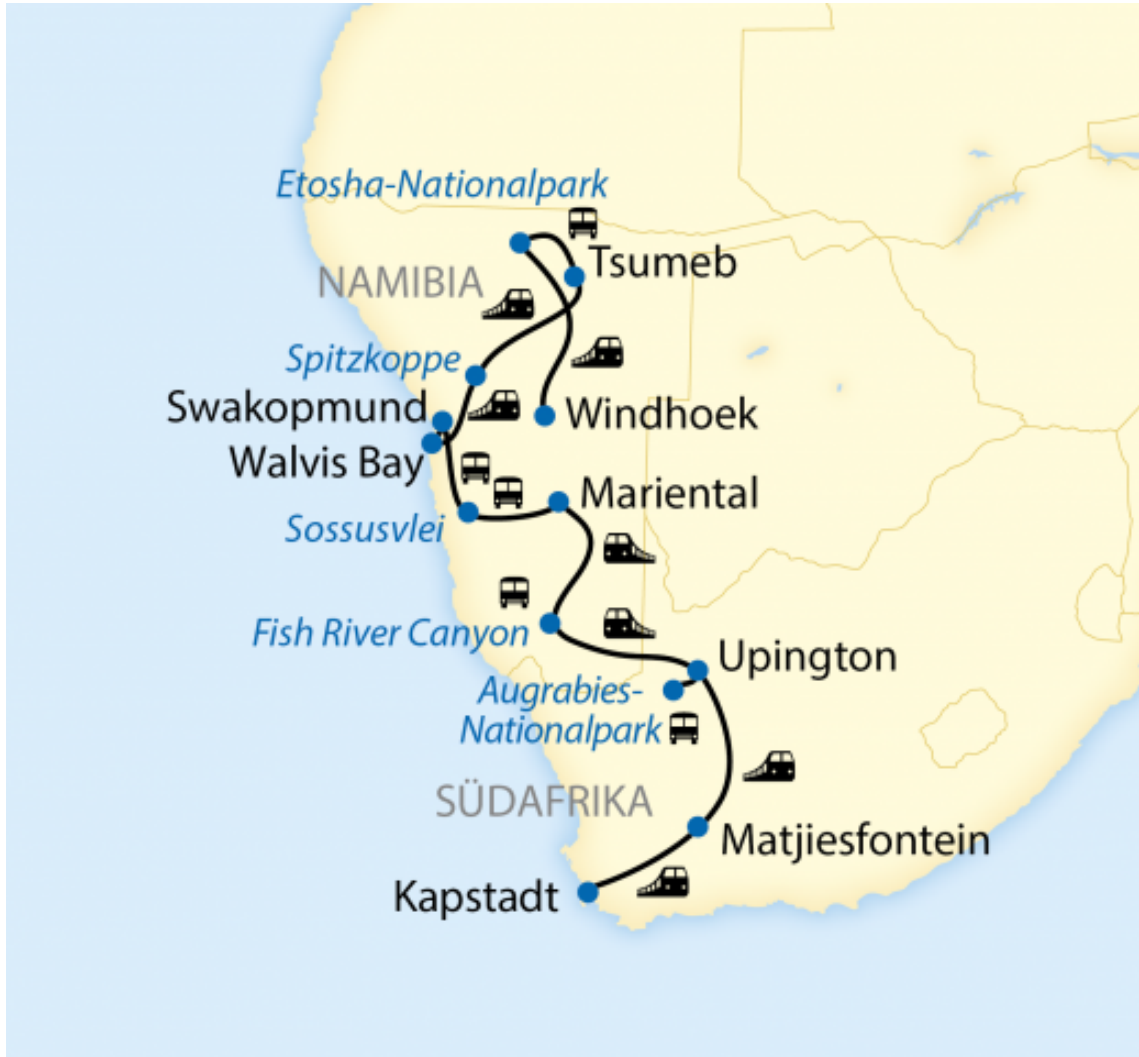 Etosha-Nationalpark
Tsumeb
NAMIBIA
Spitzkoppe
Swakopmund
Windhoek
Walvis Bay
Mariental
Sossusvlei
Fish River Canyon
Upington
Augrabies-
Nationalpark
SÜDAFRIKA
Matjiesfontein
Kapstadt